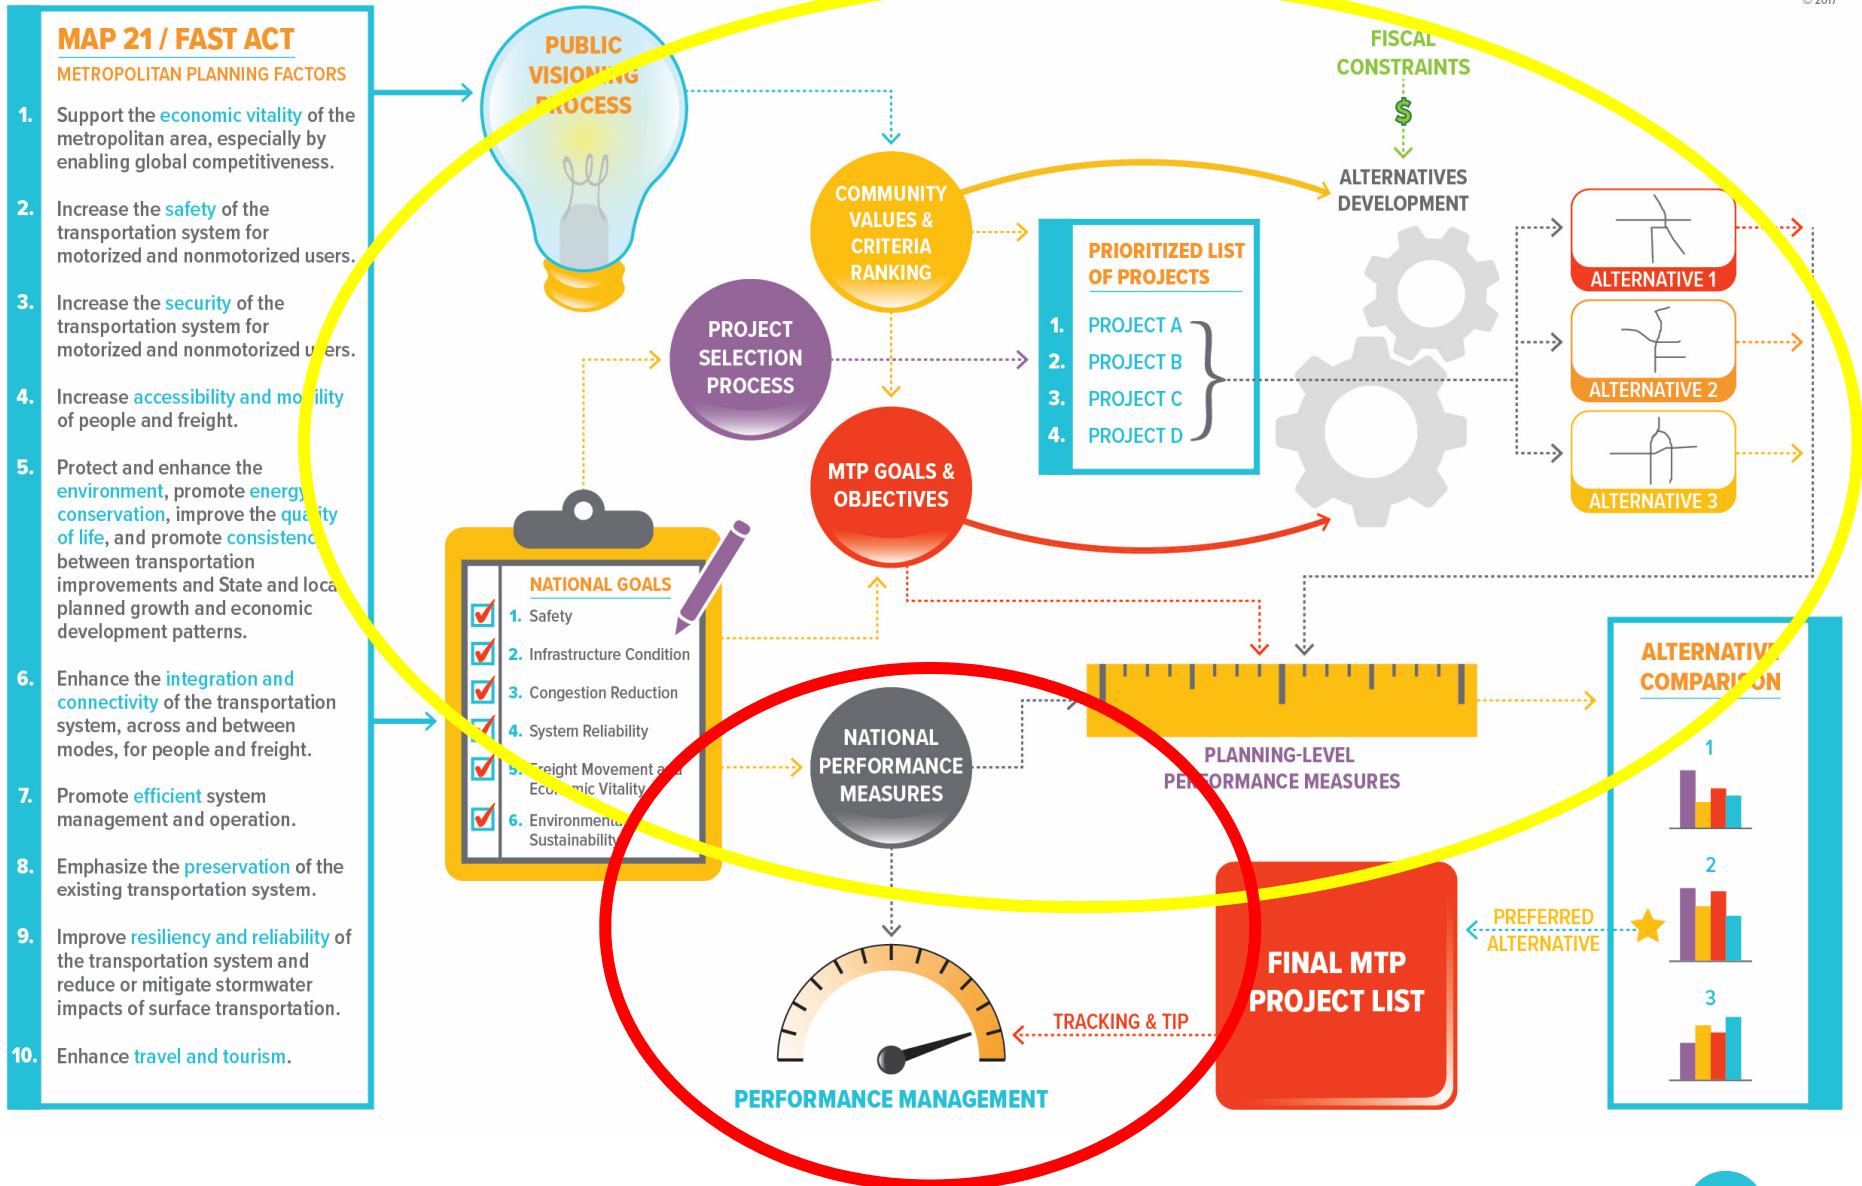 © 2017
MAP 21 / FAST ACT
METROPOLITAN PLANNING FACTORS
1. Support the economic vitality of the
metropolitan area, especially by
enabling global competitiveness.
2. Increase the safety of the
transportation system for
motorized and nonmotorized users.
3. Increase the security of the
transportation system for
motorized and nonmotorized users.
4. Increase accessibility and mobility
of people and freight.
5. Protect and enhance the
environment, promote energy
conservation, improve the quality
of life, and promote consistency
between transportation
improvements and State and local
planned growth and economic
development patterns.
6. Enhance the integration and
connectivity of the transportation
system, across and between
modes, for people and freight.
7. Promote efficient system
management and operation.
8. Emphasize the preservation of the
existing transportation system.
9. Improve resiliency and reliability of
the transportation system and
reduce or mitigate stormwater
impacts of surface transportation.
10. Enhance travel and tourism.
PUBLIC
VISIONING
PROCESS
COMMUNITY
VALUES &
CRITERIA
RANKING
PROJECT
SELECTION
PROCESS
MTP GOALS &
OBJECTIVES
NATIONAL GOALS
1. Safety
2. Infrastructure Condition
3. Congestion Reduction
4. System Reliability
5. Freight Movement and
Economic Vitality
6. Environmental
Sustainability
NATIONAL
PERFORMANCE
MEASURES
PRIORITIZED LIST
OF PROJECTS
1. PROJECT A
2. PROJECT B
3. PROJECT C
4. PROJECT D
FISCAL
CONSTRAINTS
$
ALTERNATIVES
DEVELOPMENT
ALTERNATIVE 1
ALTERNATIVE 2
ALTERNATIVE 3
PLANNING-LEVEL
PERFORMANCE MEASURES
ALTERNATIVE
COMPARISON
1
2
3
PREFERRED
ALTERNATIVE
FINAL MTP
PROJECT LIST
TRACKING & TIP
PERFORMANCE MANAGEMENT